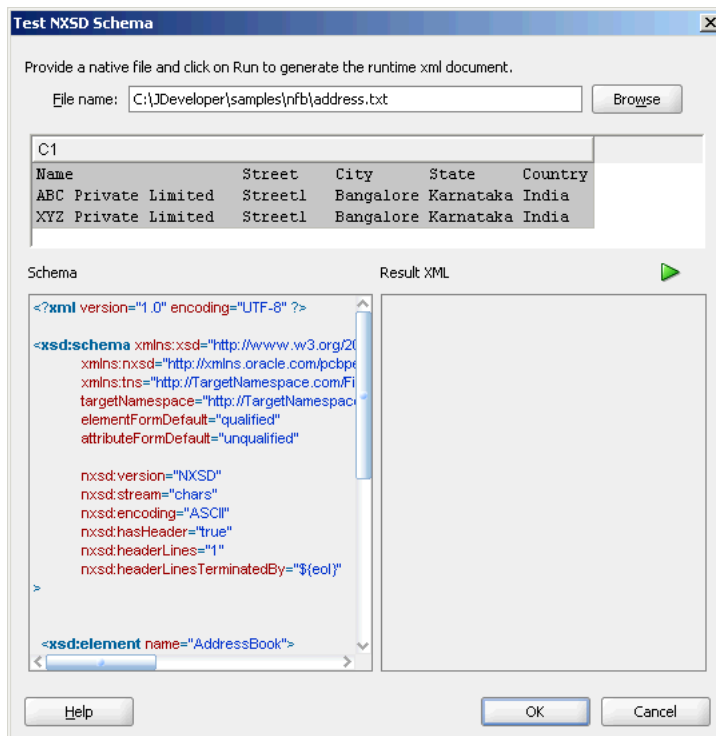 Test NXSD Schema
Provide a native file and click on Run to generate the runtime xml document.
File name: C:\JDeveloper\samples\nfb\address.txt Browse
C1
Name Street City State Country
ABC Private Limited Street1 Bangalore Karnataka India
XYZ Private Limited Street1 Bangalore Karnataka India
Schema Result XML
<?xml version="1.0" encoding="UTF-8" ?>
<xsd:schema xmlns:xsd="http://www.w3.org/20
xmlns:nxsd="http://xmlns.oracle.com/pcbpe
xmlns:tns="http://TargetNamespace.com/Fi
targetNamespace="http://TargetNamespac
elementFormDefault="qualified"
attributeFormDefault="unqualified"
nxsd:version="NXSD"
nxsd:stream="chars"
nxsd:encoding="ASCII"
nxsd:hasHeader="true"
nxsd:headerLines="1"
nxsd:headerLinesTerminatedBy="${eol}"
>
<xsd:element name="AddressBook">
Help OK Cancel